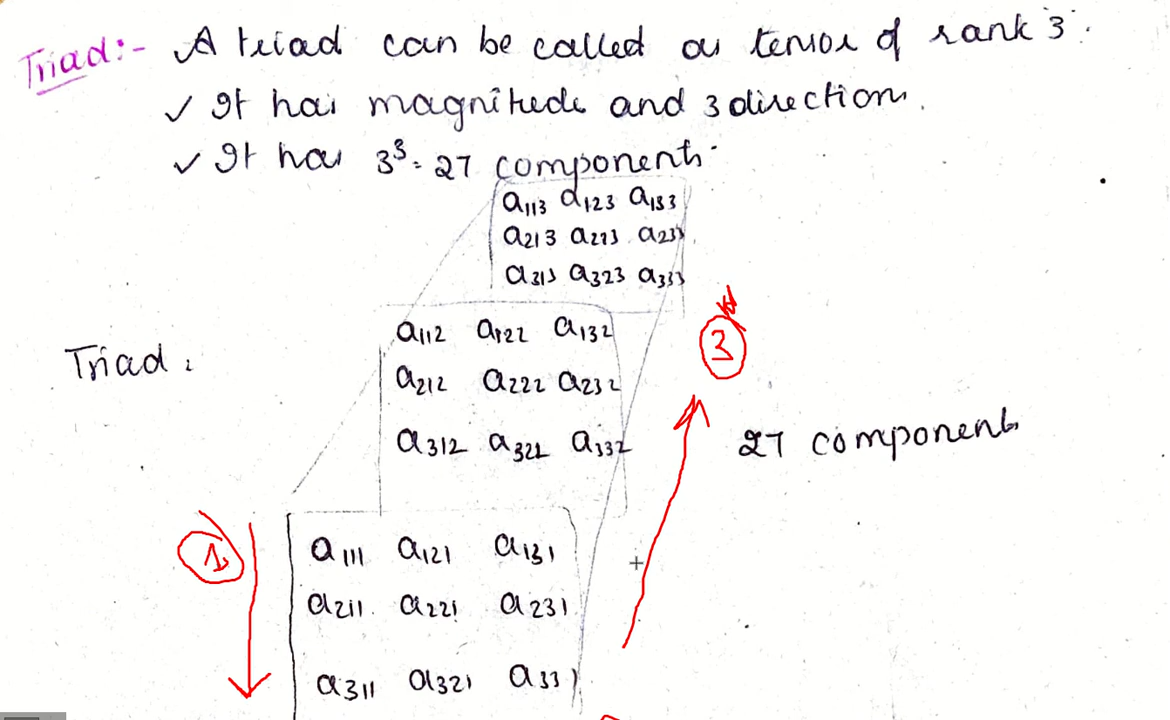 Triad:- A triad can be called as tensor of rank 3.
✓ It has magnitude and 3 direction.
✓ It has 3³ = 27 components.
a113 a123 a133
a213 a223 a233
a313 a323 a333
a112 a122 a132
a212 a222 a232
a312 a322 a332
Triad :
3
27 components
1
a111 a121 a131
a211 a221 a231
a311 a321 a331